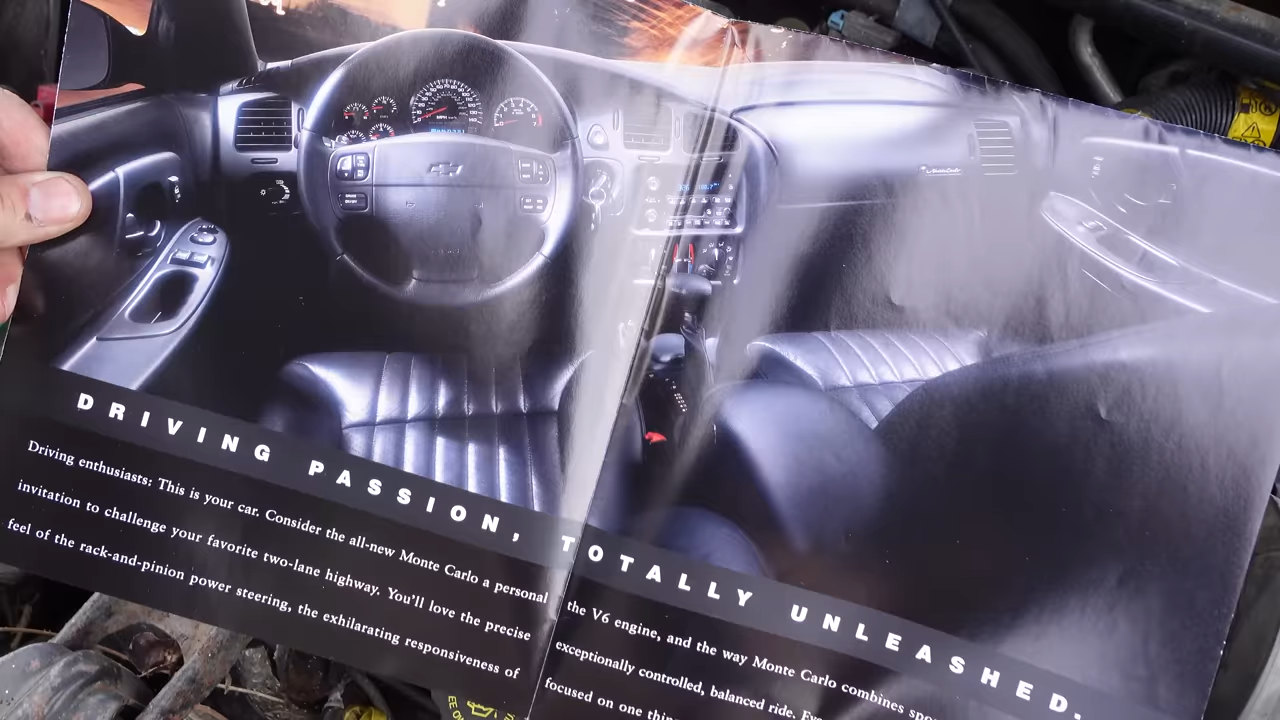 DRIVING PASSION, TOTALLY UNLEASHED.
Driving enthusiasts: This is your car. Consider the all-new Monte Carlo a personal
invitation to challenge your favorite two-lane highway. You'll love the precise
feel of the rack-and-pinion power steering, the exhilarating responsiveness of
the V6 engine, and the way Monte Carlo combines
exceptionally controlled, balanced ride.
focused on one